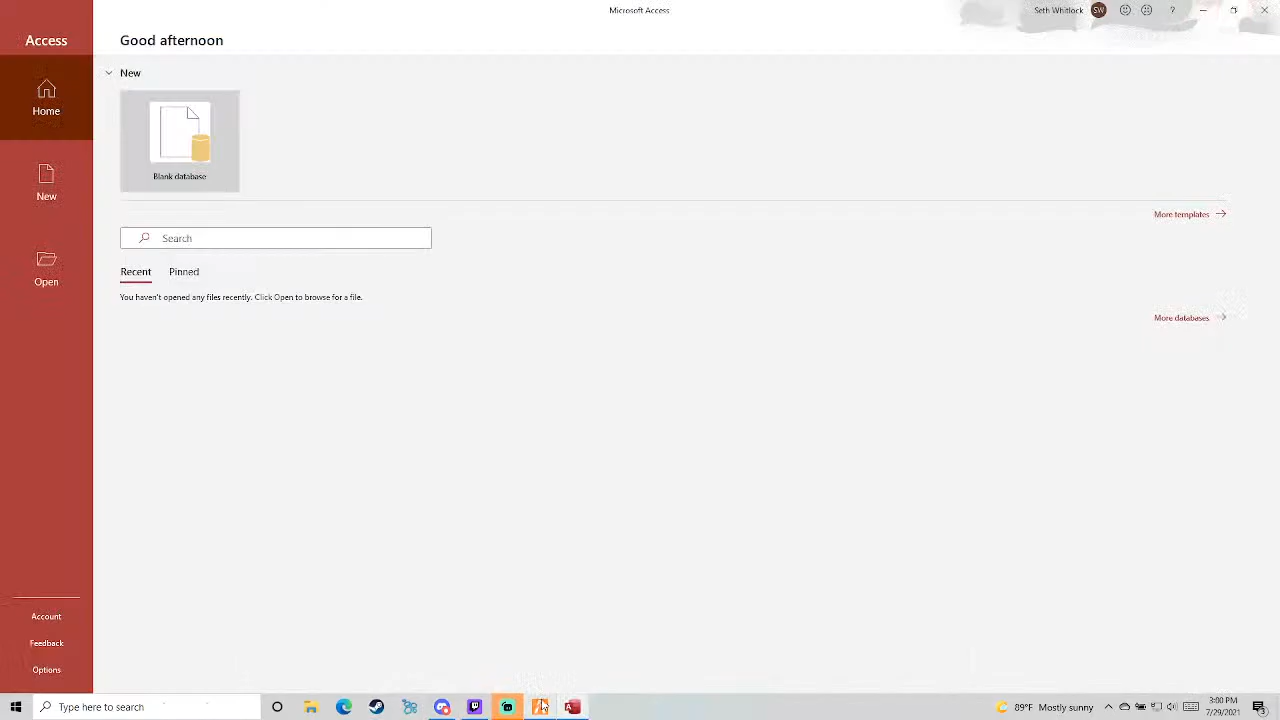 Microsoft Access
Seth Whitlock
SW
?
Access
Good afternoon
New
Home
Blank database
New
More templates
Search
Open
Recent
Pinned
You haven't opened any files recently. Click Open to browse for a file.
More databases
Account
Feedback
Options
Type here to search
89°F Mostly sunny
3:00 PM
7/29/2021